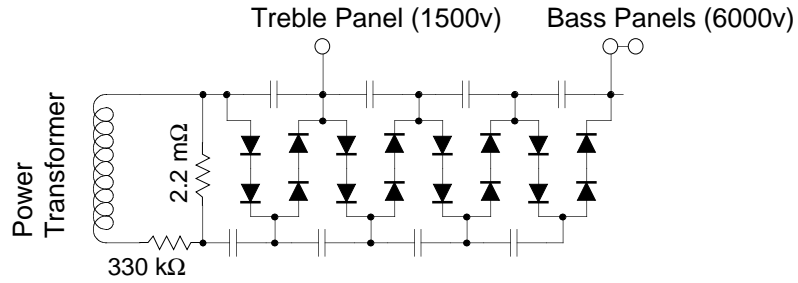 Treble Panel (1500v)
Bass Panels (6000v)
Power
Transformer
2.2 mΩ
330 kΩ